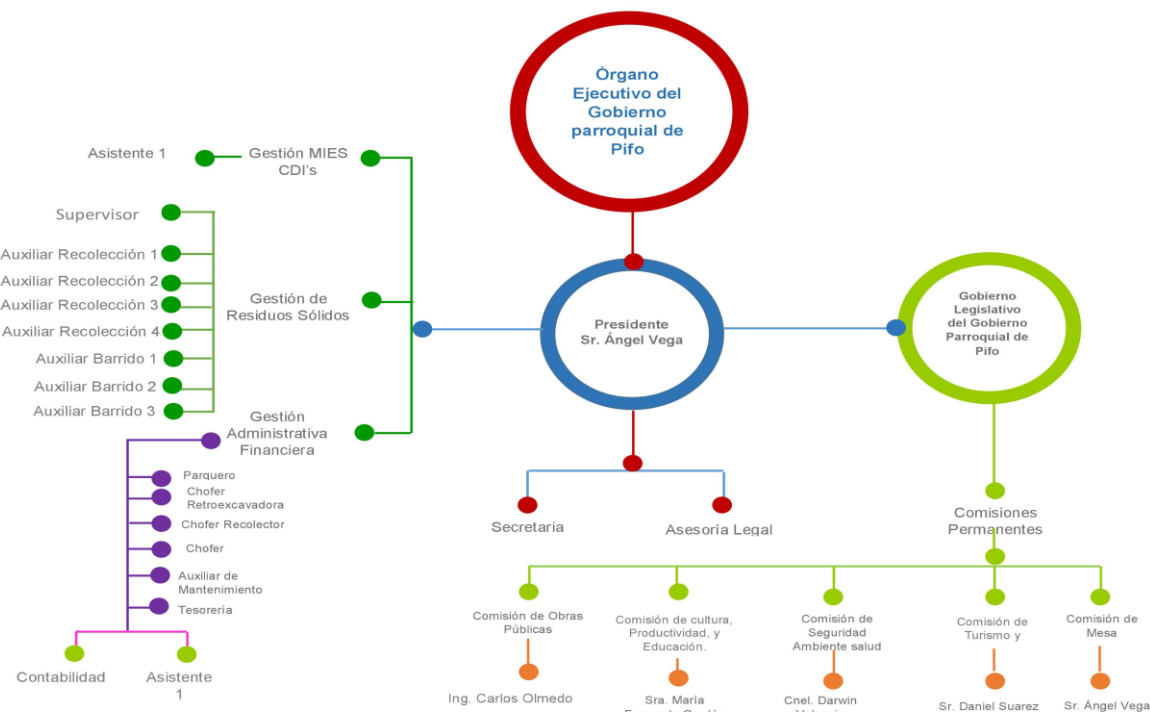 Órgano
Ejecutivo del
Gobierno
parroquial de
Pifo
Asistente 1
Gestión MIES
CDI's
Supervisor
Auxiliar Recolección 1
Auxiliar Recolección 2
Auxiliar Recolección 3
Auxiliar Recolección 4
Auxiliar Barrido 1
Auxiliar Barrido 2
Auxiliar Barrido 3
Gestión de
Residuos Sólidos
Gestión
Administrativa
Financiera
Presidente
Sr. Ángel Vega
Gobierno
Legislativo
del Gobierno
Parroquial de
Pifo
Parquero
Chofer
Retroexcavadora
Chofer Recolector
Chofer
Auxiliar de
Mantenimiento
Tesorería
Contabilidad
Asistente
1
Secretaria
Asesoría Legal
Comisiones
Permanentes
Comisión de Obras
Públicas
Comisión de cultura,
Productividad, y
Educación.
Comisión de
Seguridad
Ambiente salud
Comisión de
Turismo y
Comisión de
Mesa
Ing. Carlos Olmedo
Sra. María
Cnel. Darwin
Sr. Daniel Suarez
Sr. Ángel Vega